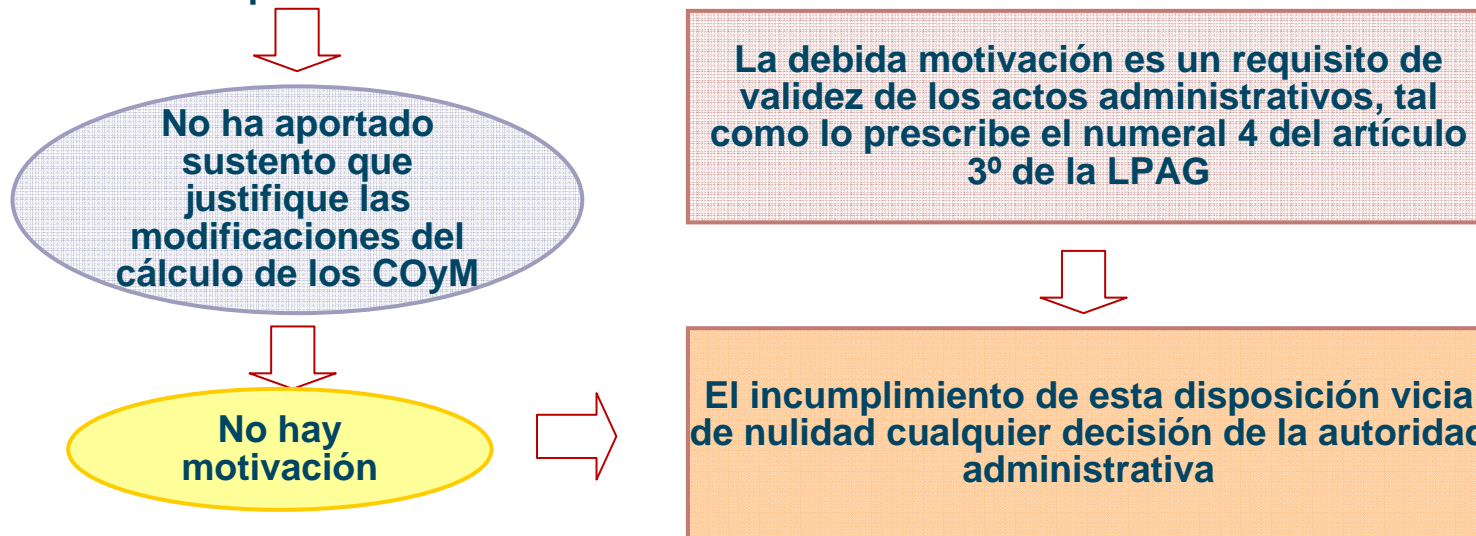 No ha aportado
sustento que
justifique las
modificaciones del
cálculo de los COyM
No hay
motivación
La debida motivación es un requisito de
validez de los actos administrativos, tal
como lo prescribe el numeral 4 del artículo
3º de la LPAG
El incumplimiento de esta disposición vicia
de nulidad cualquier decisión de la autoridad
administrativa